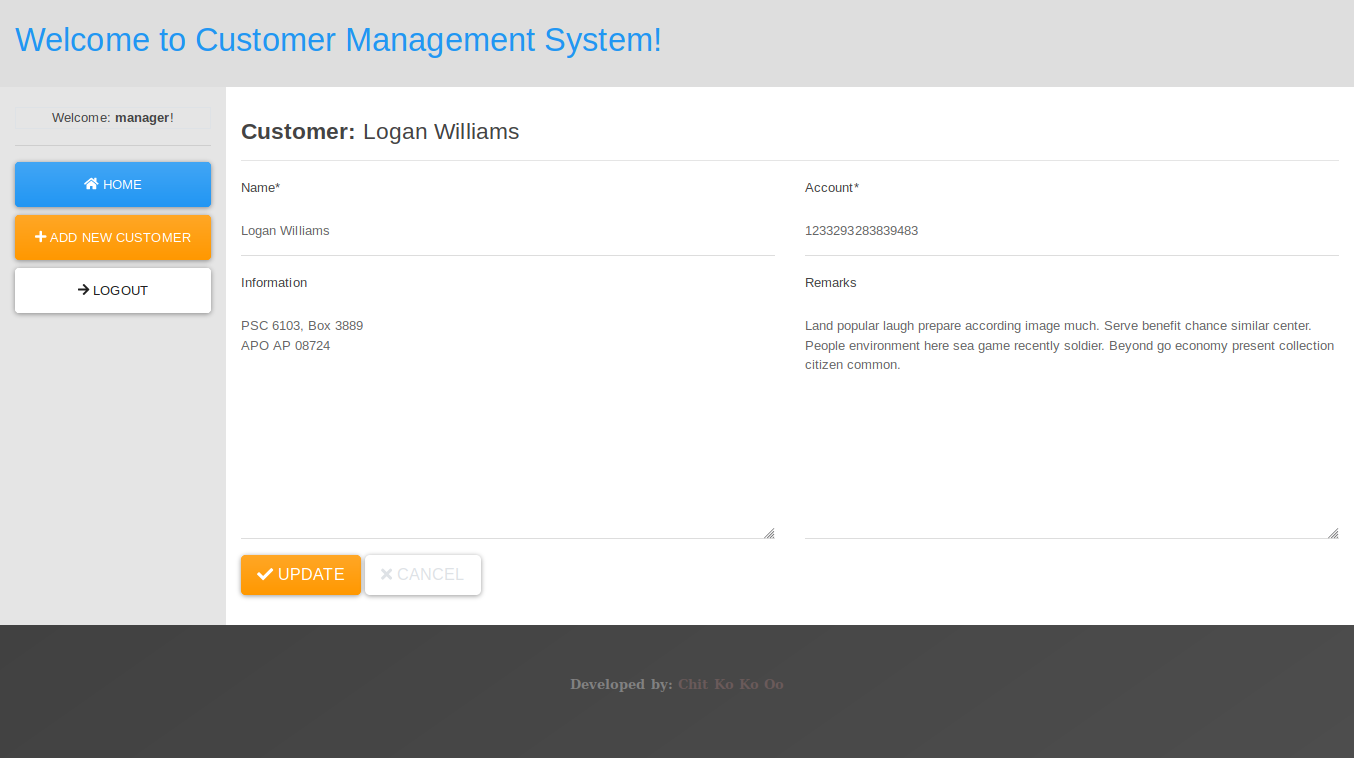 Welcome to Customer Management System!
Welcome: manager!
HOME
ADD NEW CUSTOMER
LOGOUT
Customer: Logan Williams
Name*
Logan Williams
Account*
1233293283839483
Information
PSC 6103, Box 3889
APO AP 08724
Remarks
Land popular laugh prepare according image much. Serve benefit chance similar center.
People environment here sea game recently soldier. Beyond go economy present collection
citizen common.
UPDATE
CANCEL
Developed by: Chit Ko Ko Oo